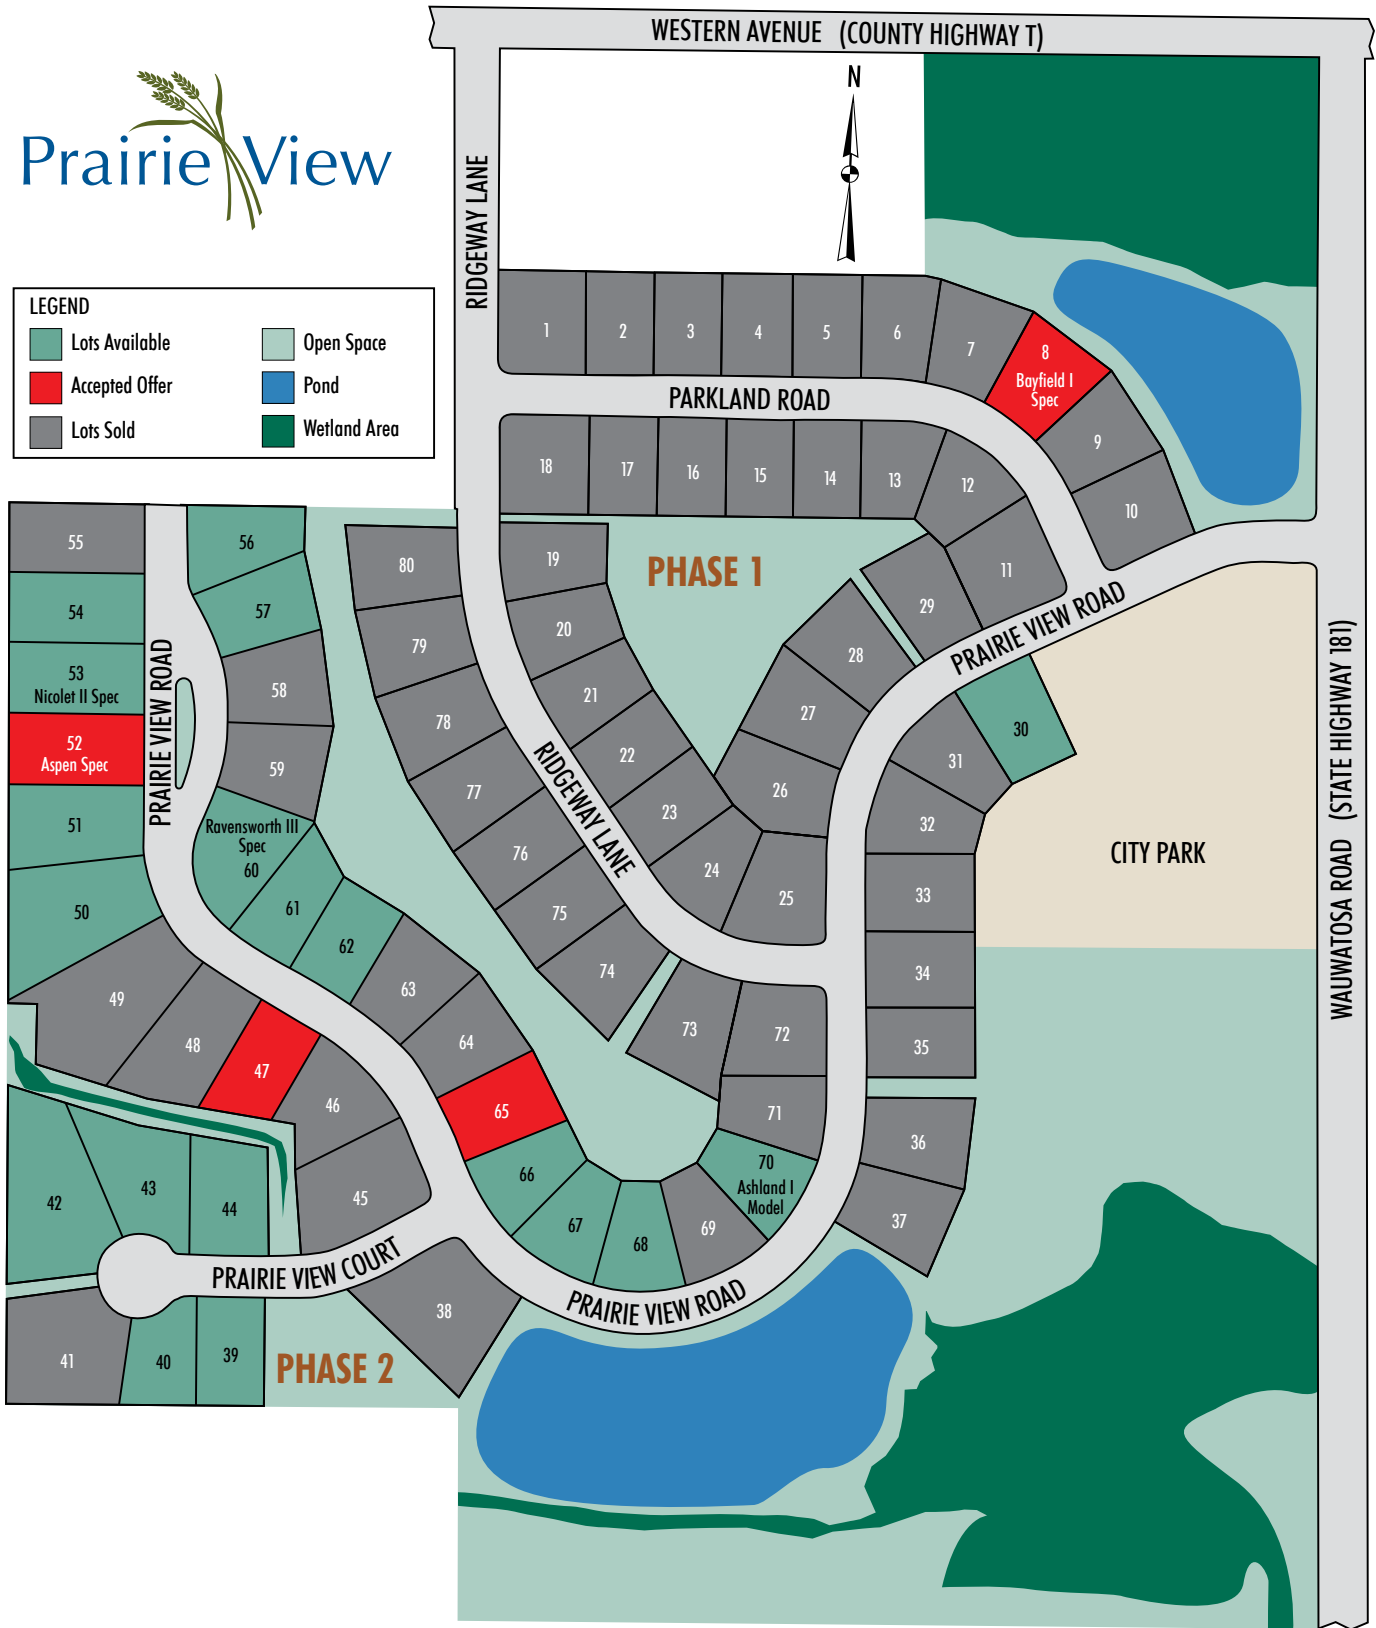 WESTERN AVENUE (COUNTY HIGHWAY T)
N
Prairie View
RIDGEWAY LANE
LEGEND
Lots Available
Accepted Offer
Lots Sold
Open Space
Pond
Wetland Area
1
2
3
4
5
6
7
8
Bayfield I
Spec
9
10
PARKLAND ROAD
18
17
16
15
14
13
12
11
PHASE 1
55
54
53
Nicolet II Spec
52
Aspen Spec
51
50
49
48
47
46
45
PRAIRIE VIEW ROAD
56
57
58
59
Ravensworth III
Spec
60
61
62
63
64
65
66
67
68
69
70
Ashland I
Model
71
72
73
80
79
78
77
76
75
74
RIDGEWAY LANE
19
20
21
22
23
24
25
26
27
28
29
PRAIRIE VIEW ROAD
30
31
32
33
34
35
36
37
CITY PARK
WAUWATOSA ROAD (STATE HIGHWAY 181)
42
43
44
PRAIRIE VIEW COURT
41
40
39
38
PHASE 2
PRAIRIE VIEW ROAD